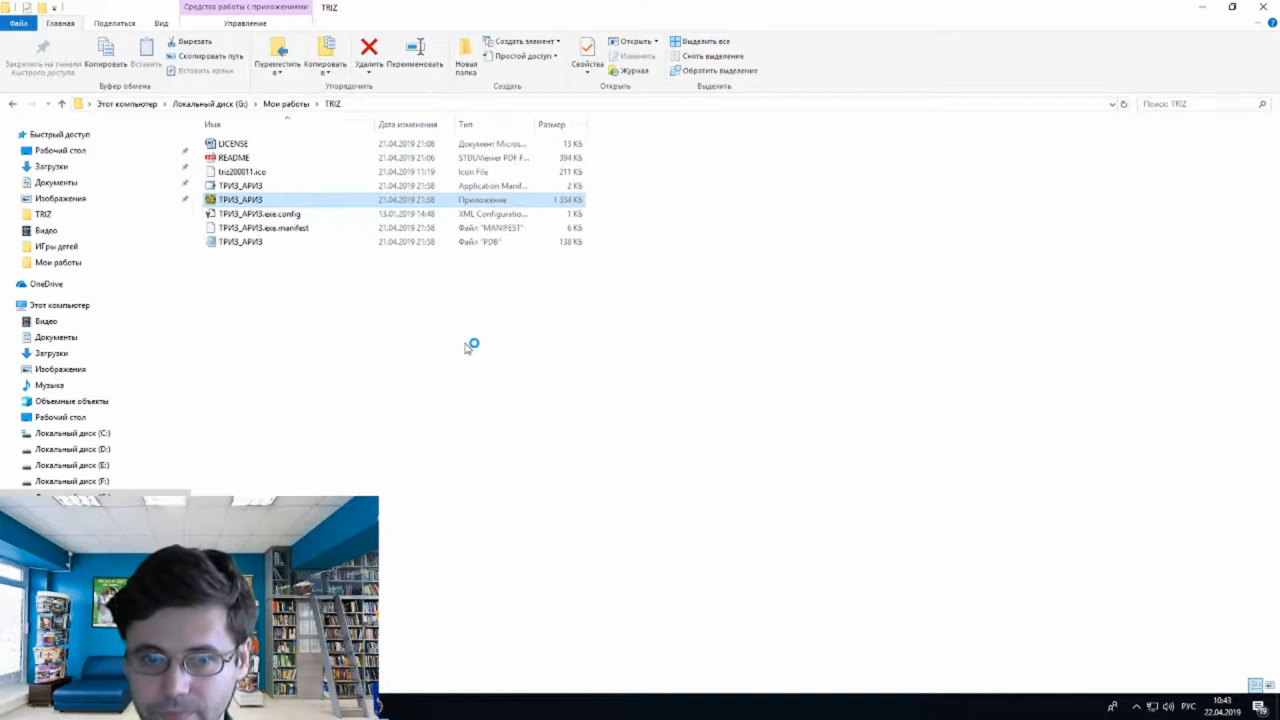 Средства работы с приложениями TRIZ
Файл Главная Поделиться Вид Управление
Закрепить на панели быстрого доступа
Копировать
Вставить
Вырезать
Скопировать путь
Вставить ярлык
Буфер обмена
Переместить в
Копировать в
Удалить
Переименовать
Упорядочить
Новая папка
Создать элемент
Простой доступ
Создать
Свойства
Открыть
Изменить
Журнал
Открыть
Выделить все
Снять выделение
Обратить выделение
Выделить
Этот компьютер Локальный диск (G:) Мои работы TRIZ
Поиск: TRIZ
Имя Дата изменения Тип Размер
LICENSE 21.04.2019 21:08 Документ Micros... 13 КБ
README 21.04.2019 21:06 STDUViewer PDF F... 394 КБ
triz200011.ico 21.04.2019 11:19 Icon File 211 КБ
ТРИЗ_АРИЗ 21.04.2019 21:58 Application Manif... 2 КБ
ТРИЗ_АРИЗ 21.04.2019 21:58 Приложение 1 334 КБ
ТРИЗ_АРИЗ.exe.config 13.01.2019 14:48 XML Configuratio... 1 КБ
ТРИЗ_АРИЗ.exe.manifest 21.04.2019 21:58 Файл "MANIFEST" 6 КБ
ТРИЗ_АРИЗ 21.04.2019 21:58 Файл "PDB" 138 КБ
Быстрый доступ
Рабочий стол
Загрузки
Документы
Изображения
TRIZ
Видео
Игры детей
Мои работы
OneDrive
Этот компьютер
Видео
Документы
Загрузки
Изображения
Музыка
Объемные объекты
Рабочий стол
Локальный диск (C:)
Локальный диск (D:)
Локальный диск (E:)
Локальный диск (F:)
РУС
10:43
22.04.2019
19